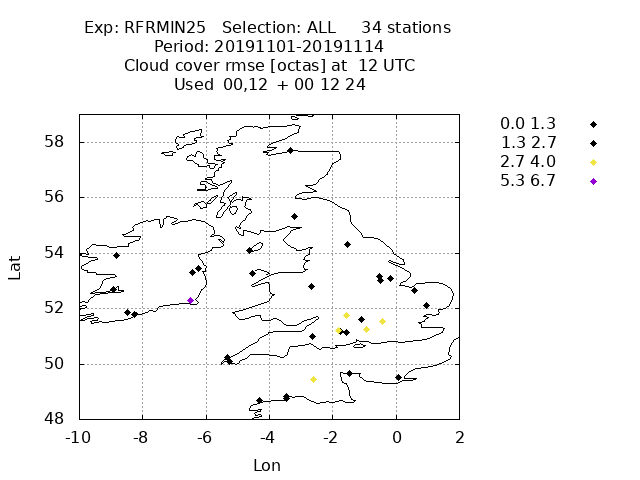 Exp: RFRMIN25   Selection: ALL     34 stations
Period: 20191101-20191114
Cloud cover rmse [octas] at  12 UTC
Used  00,12  + 00 12 24
0.0 1.3
1.3 2.7
2.7 4.0
5.3 6.7
58
56
54
52
50
48
Lat
-10 -8 -6 -4 -2 0 2
Lon